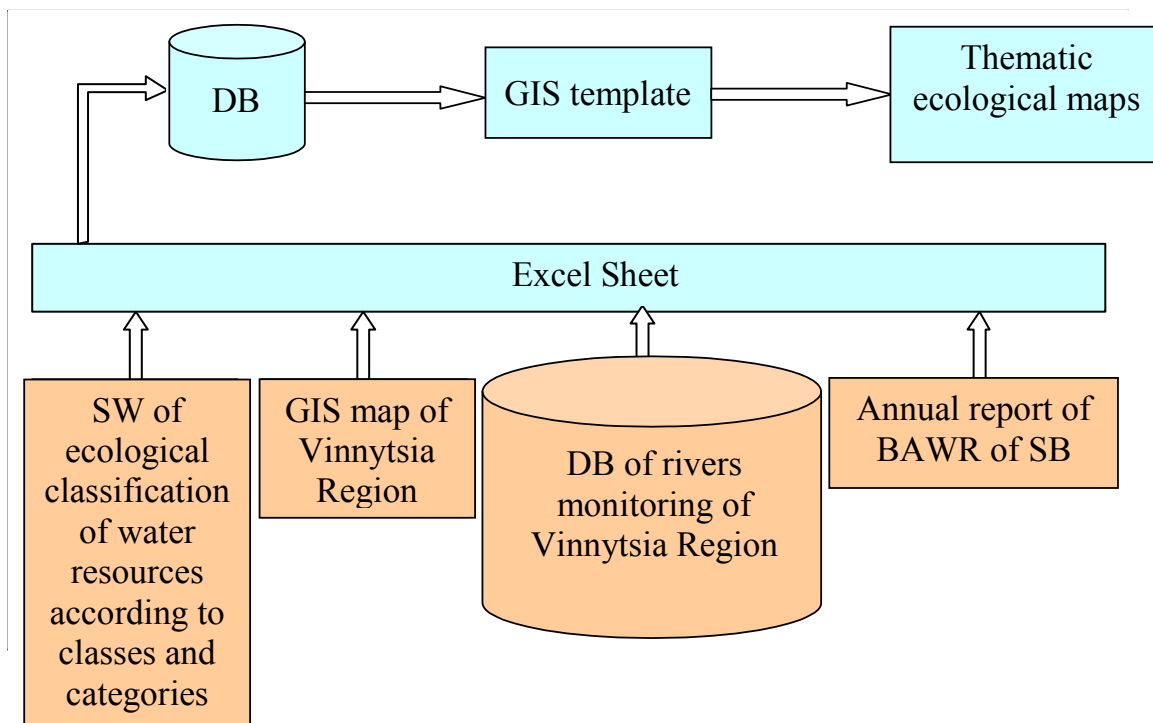 DB
GIS template
Thematic
ecological maps
Excel Sheet
SW of
ecological
classification
of water
resources
according to
classes and
categories
GIS map of
Vinnytsia
Region
DB of rivers
monitoring of
Vinnytsia Region
Annual report of
BAWR of SB